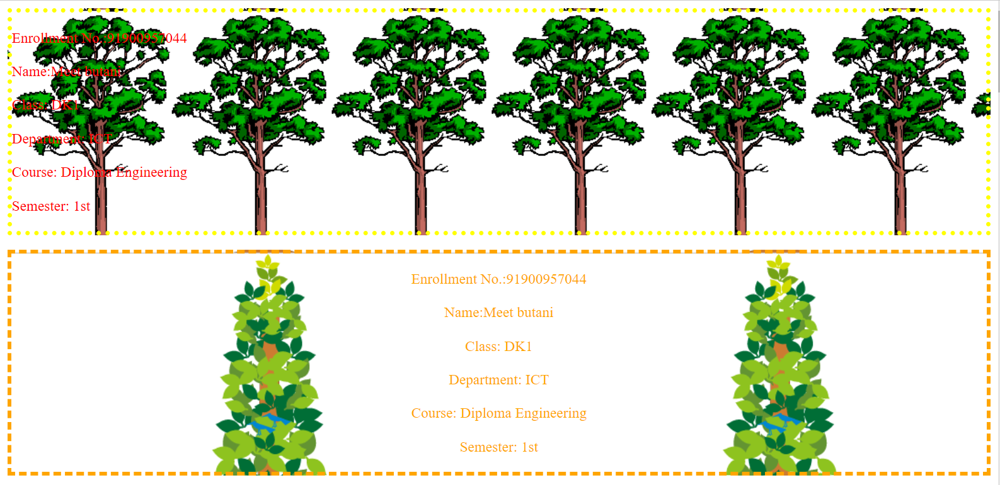 Enrollment No.:91900957044
Name:Meet butani
Class: DK1
Department: ICT
Course: Diploma Engineering
Semester: 1st
Enrollment No.:91900957044
Name:Meet butani
Class: DK1
Department: ICT
Course: Diploma Engineering
Semester: 1st